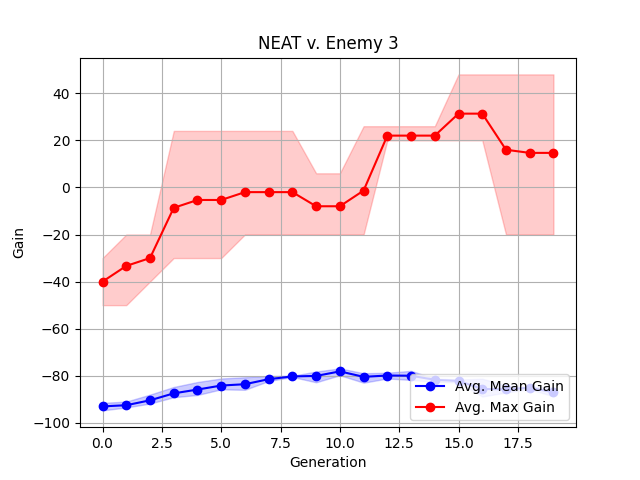 NEAT v. Enemy 3
Gain
40
20
0
−20
−40
−60
−80
−100
0.0 2.5 5.0 7.5 10.0 12.5 15.0 17.5
Generation
Avg. Mean Gain
Avg. Max Gain